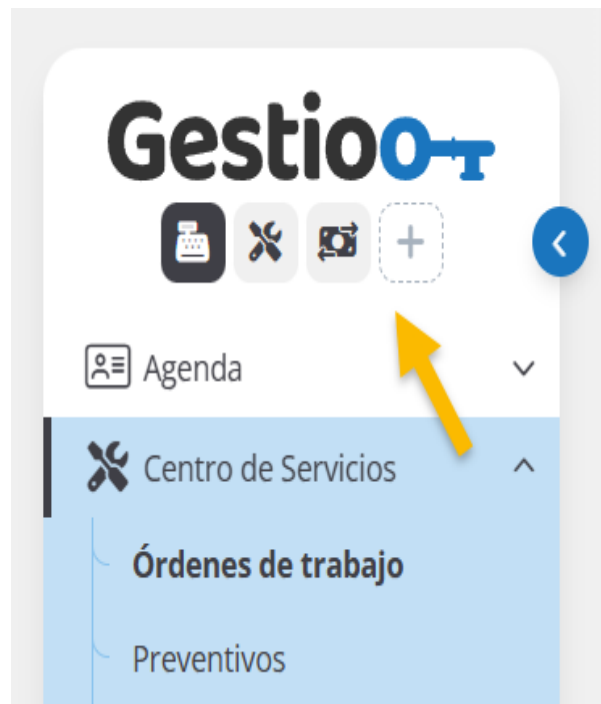 Gestioo
Agenda
Centro de Servicios
Órdenes de trabajo
Preventivos